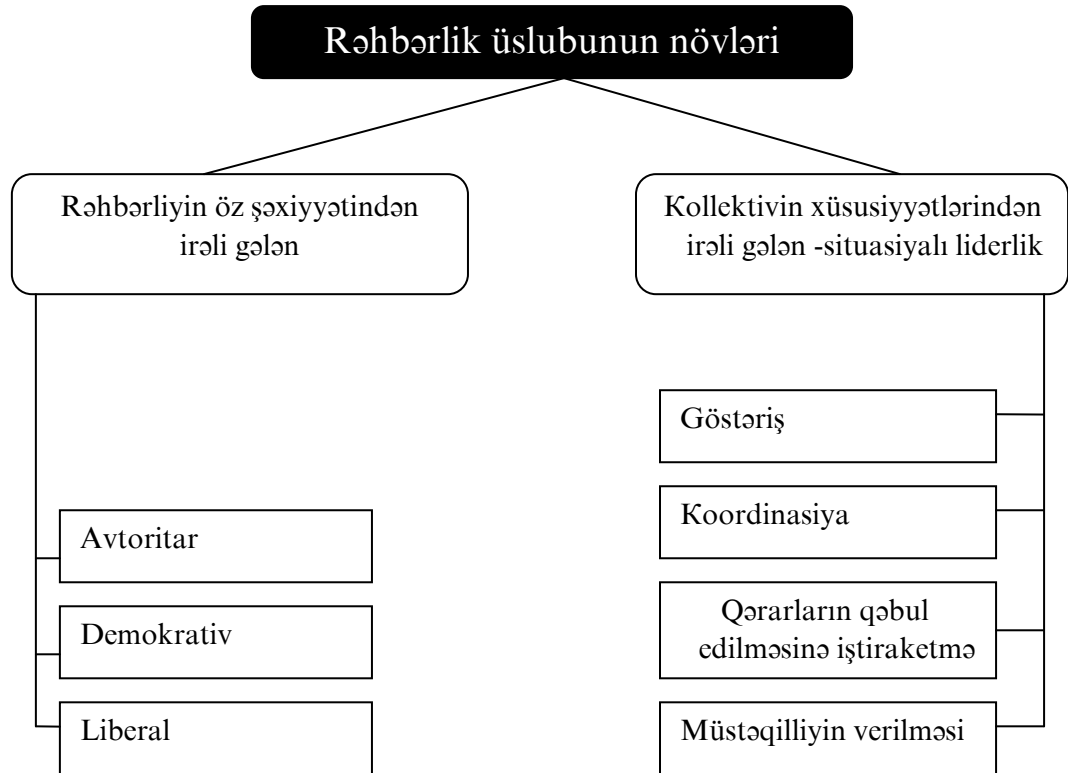 Rəhbərlik üslubunun növləri
Rəhbərliyin öz şəxiyyətindən
irəli gələn
Avtoritar
Demokrativ
Liberal
Kollektivin xüsusiyyətlərindən
irəli gələn -situasiyalı liderlik
Göstəriş
Koordinasiya
Qərarların qəbul
edilməsinə iştiraketmə
Müstəqilliyin verilməsi